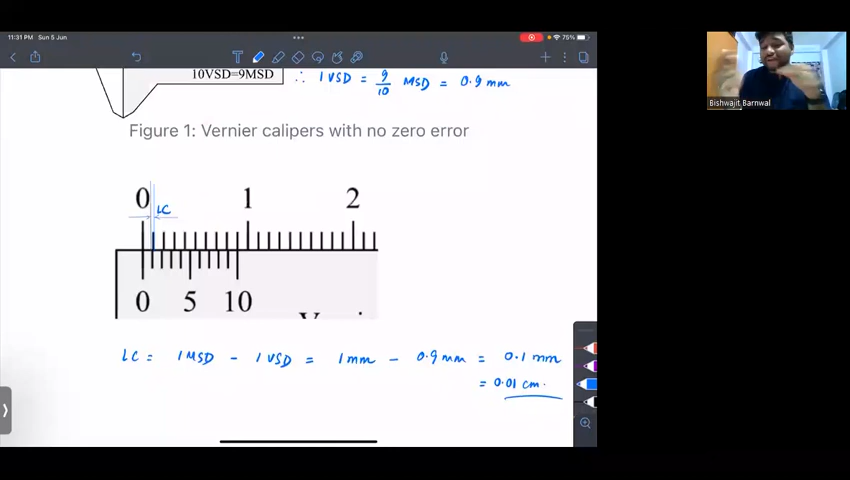 11:31 PM Sun 5 Jun
75%
T
10VSD=9MSD
∴ 1 VSD = 9/10 MSD = 0.9 mm
Bishwajit Barnwal
Figure 1: Vernier calipers with no zero error
0 1 2
LC
0 5 10
LC = 1 MSD - 1 VSD = 1 mm - 0.9 mm = 0.1 mm
= 0.01 cm.